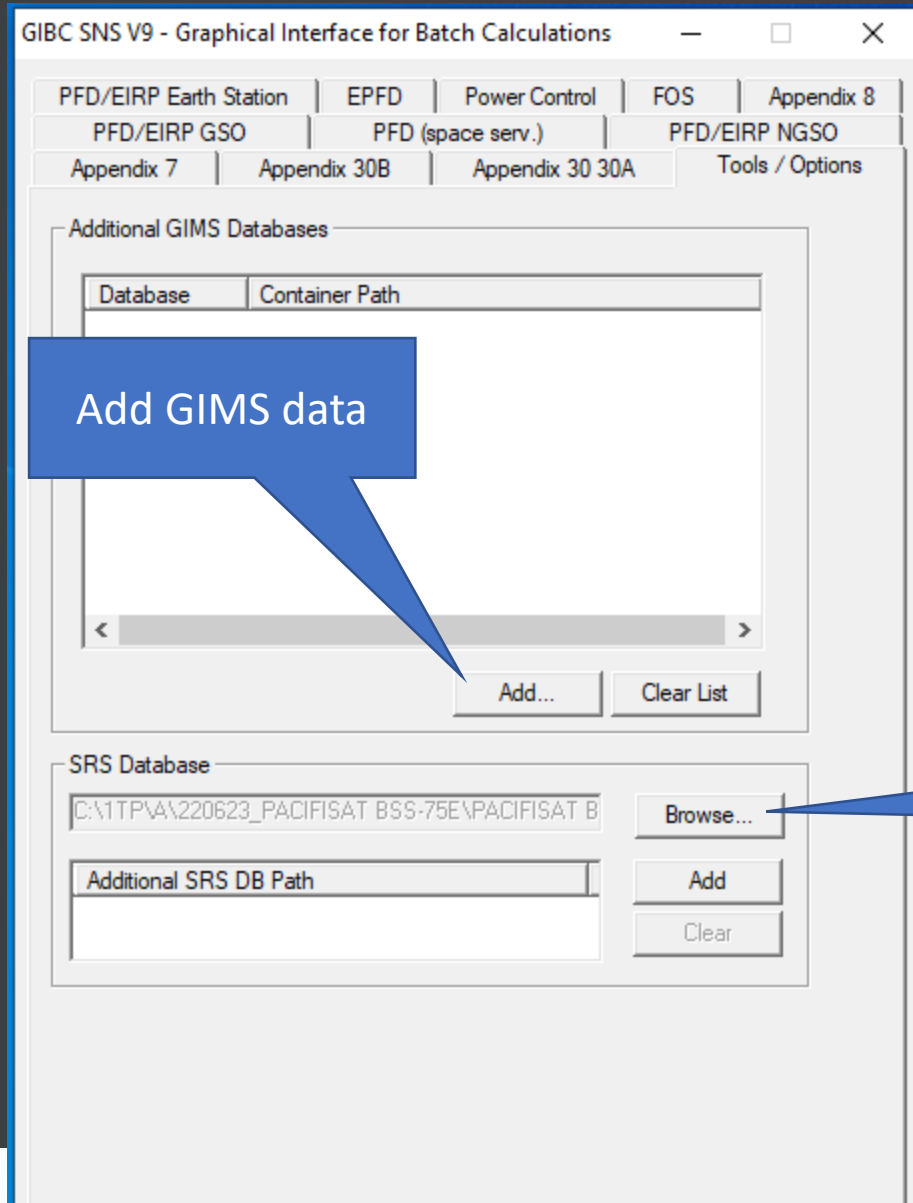 GIBC SNS V9 - Graphical Interface for Batch Calculations
PFD/EIRP Earth Station EPFD Power Control FOS Appendix 8
PFD/EIRP GSO PFD (space serv.) PFD/EIRP NGSO
Appendix 7 Appendix 30B Appendix 30 30A Tools / Options
Additional GIMS Databases
Database Container Path
Add GIMS data
Add... Clear List
SRS Database
C:\1TP\A\220623_PACIFISAT BSS-75E\PACIFISAT B Browse...
Additional SRS DB Path Add
Clear